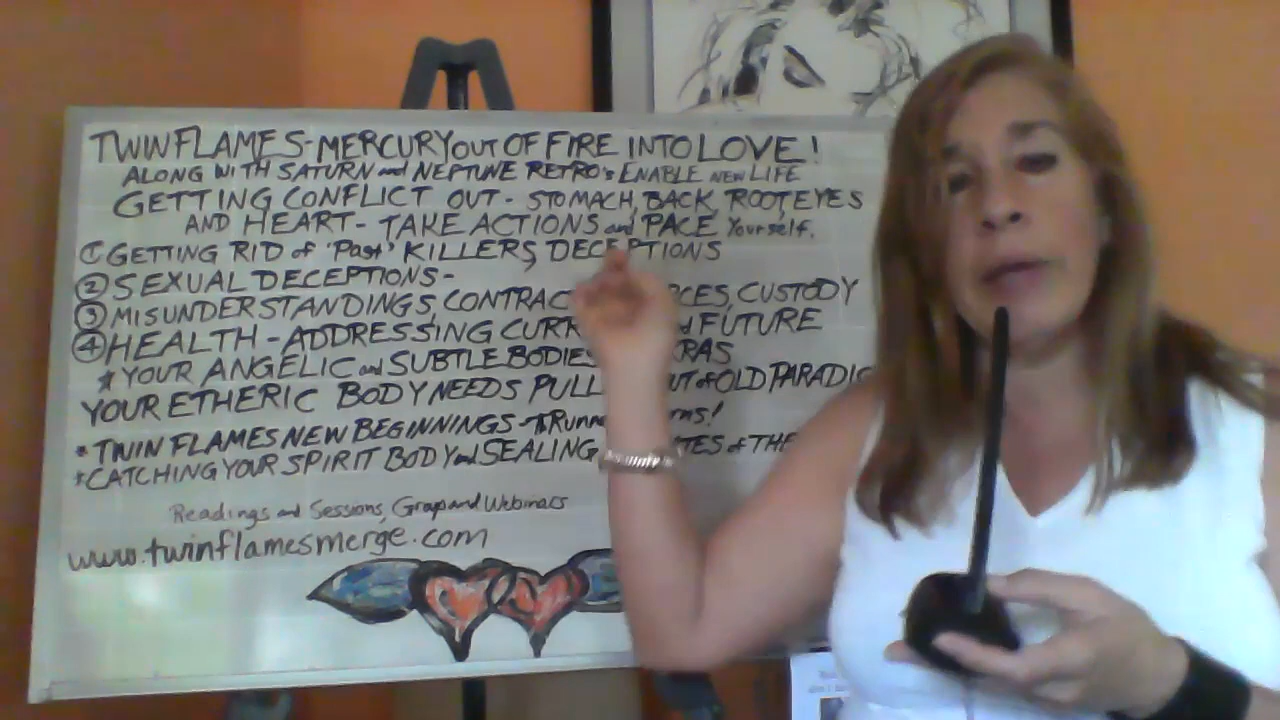 TWINFLAMES-MERCURY OUT OF FIRE INTO LOVE!
ALONG WITH SATURN and NEPTUNE RETRO'S ENABLE NEW LIFE
GETTING CONFLICT OUT - STOMACH, BACK, ROOT, EYES
AND HEART - TAKE ACTIONS and PACE Yourself.
① GETTING RID of 'Past' KILLERS, DECEPTIONS
② SEXUAL DECEPTIONS-
③ MISUNDERSTANDINGS, CONTRAC CES, CUSTODY
④ HEALTH - ADDRESSING CURR FUTURE
* YOUR ANGELIC and SUBTLE BODIES RAS
YOUR ETHERIC BODY NEEDS PULL OUT of OLD PARADIG
* TWIN FLAMES NEW BEGINNINGS - Runn ms!
* CATCHING YOUR SPIRIT BODY and SEALING TES of THE
Readings and Sessions, Group and Webinars
www.twinflamesmerge.com